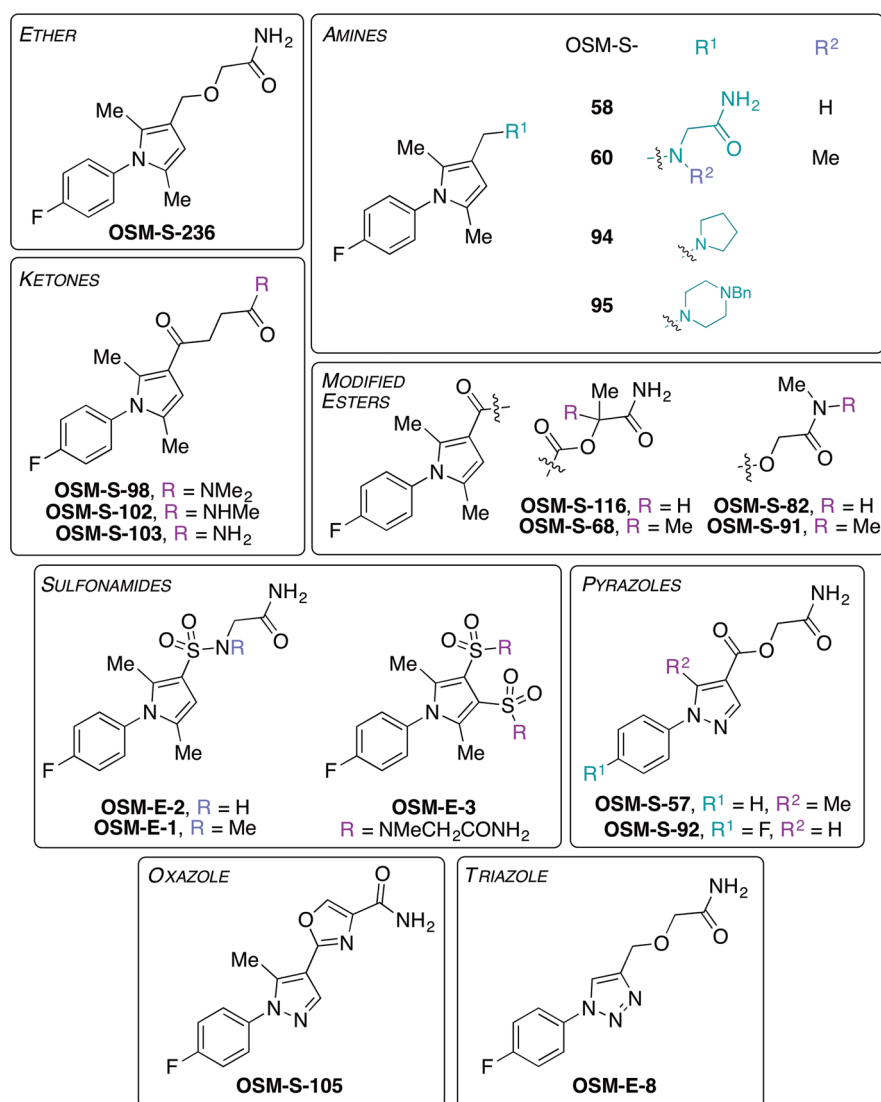 ETHER
NH₂
O
O
Me
N
Me
F
OSM-S-236
AMINES
OSM-S- R¹ R²
R¹
Me
N
Me
F
58 H
NH₂
O
N
R²
60 Me
94
N
95
NBn
N
KETONES
R
O
O
Me
N
Me
F
OSM-S-98, R = NMe₂
OSM-S-102, R = NHMe
OSM-S-103, R = NH₂
MODIFIED
ESTERS
O
Me
N
Me
F
Me NH₂
R
O
O
O
OSM-S-116, R = H
OSM-S-68, R = Me
Me
N R
O
O
OSM-S-82, R = H
OSM-S-91, R = Me
SULFONAMIDES
NH₂
O
O
O
S
NR
Me
N
Me
F
OSM-E-2, R = H
OSM-E-1, R = Me
O
O
S
R
Me
O
O
S
R
N
Me
F
OSM-E-3
R = NMeCH₂CONH₂
PYRAZOLES
NH₂
O
O
O
R²
N
N
R¹
OSM-S-57, R¹ = H, R² = Me
OSM-S-92, R¹ = F, R² = H
OXAZOLE
O
NH₂
O
N
Me
N
N
F
OSM-S-105
TRIAZOLE
NH₂
O
O
N
N
N
F
OSM-E-8